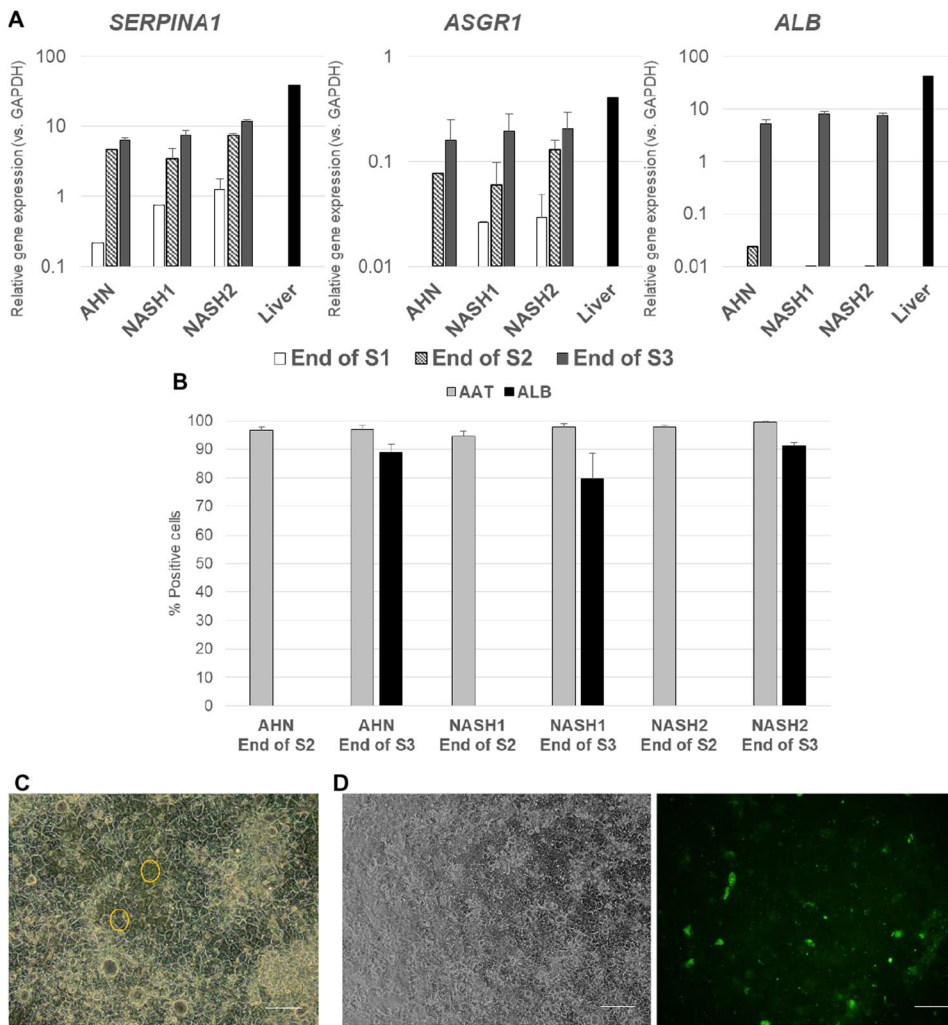 A
SERPINA1
ASGR1
ALB
Relative gene expression (vs. GAPDH)
100
10
1
0.1
AHN
NASH1
NASH2
Liver
Relative gene expression (vs. GAPDH)
1
0.1
0.01
AHN
NASH1
NASH2
Liver
Relative gene expression (vs. GAPDH)
100
10
1
0.1
0.01
AHN
NASH1
NASH2
Liver
End of S1 End of S2 End of S3
B
AAT ALB
% Positive cells
100
90
80
70
60
50
40
30
20
10
0
AHN
End of S2
AHN
End of S3
NASH1
End of S2
NASH1
End of S3
NASH2
End of S2
NASH2
End of S3
C
D